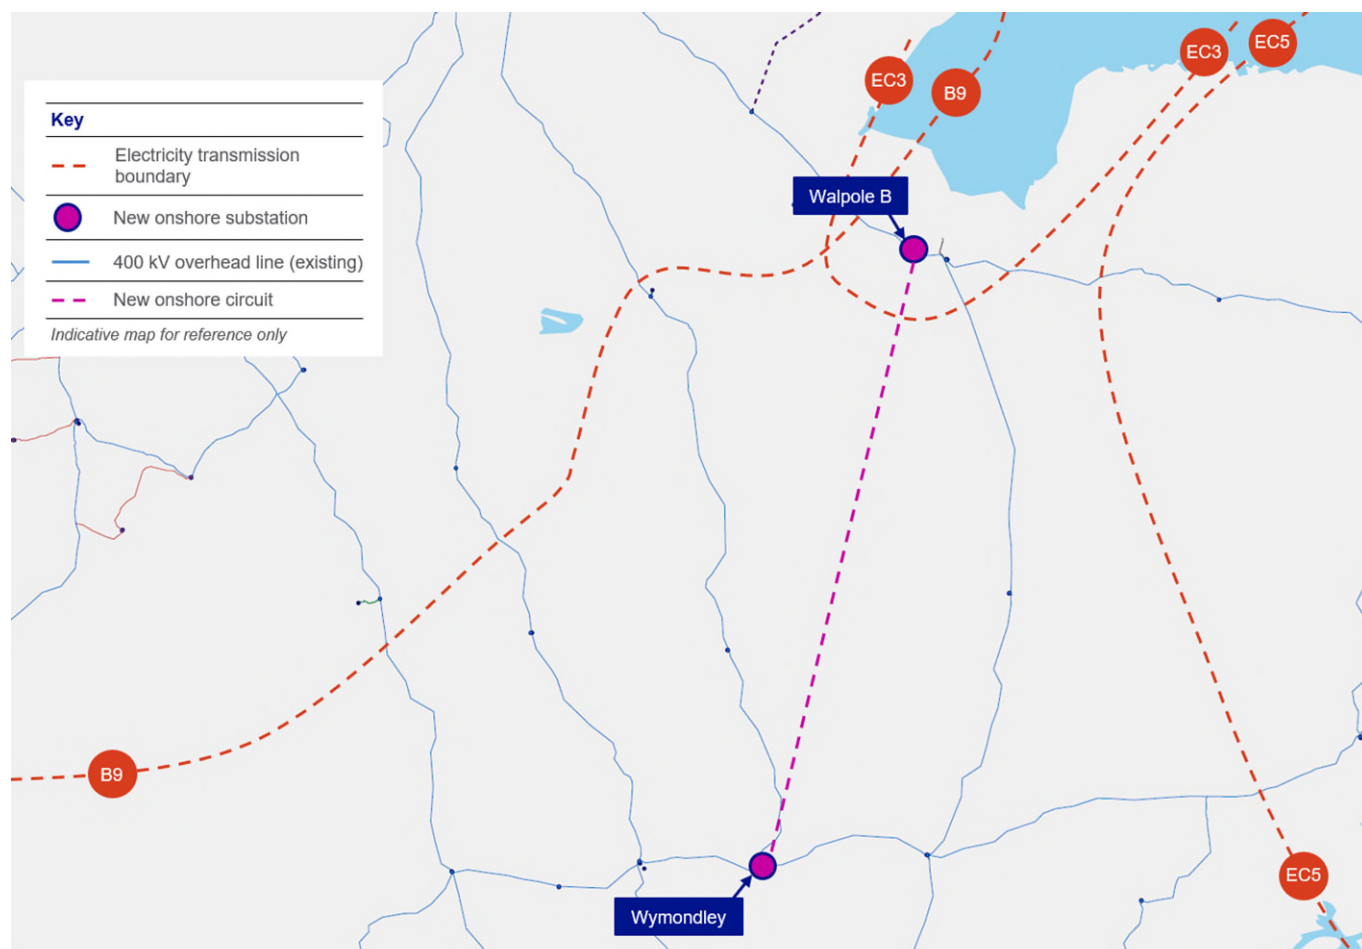 EC5
EC3
EC3
B9
Key
Electricity transmission
boundary
Walpole B
New onshore substation
400 kV overhead line (existing)
New onshore circuit
Indicative map for reference only
B9
EC5
Wymondley